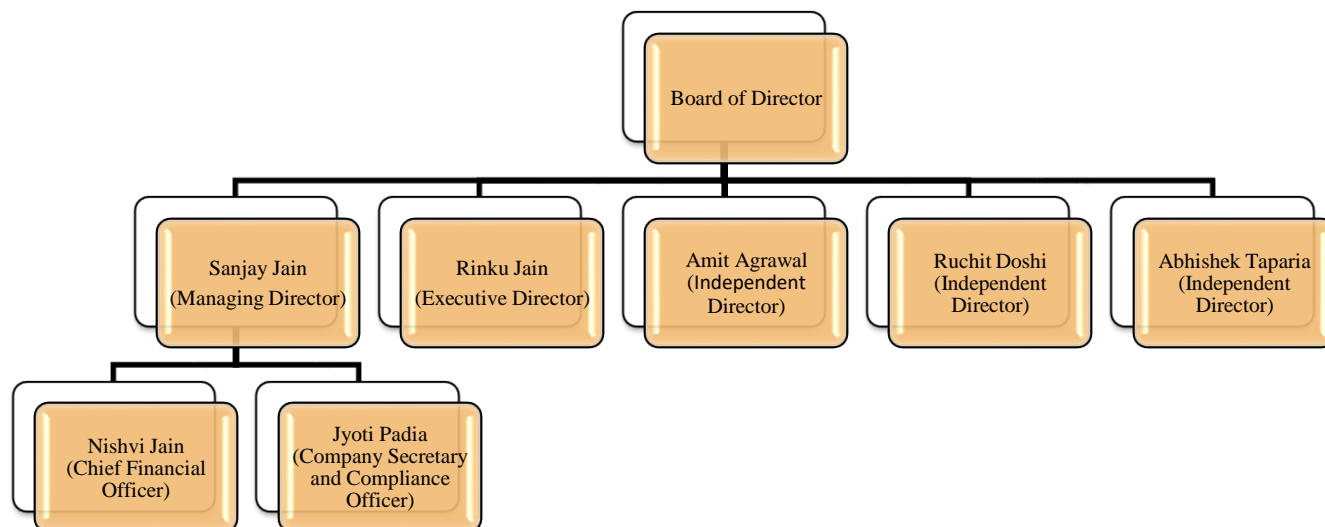 Board of Director
Sanjay Jain
(Managing Director)
Rinku Jain
(Executive Director)
Amit Agrawal
(Independent
Director)
Ruchit Doshi
(Independent
Director)
Abhishek Taparia
(Independent
Director)
Nishvi Jain
(Chief Financial
Officer)
Jyoti Padia
(Company Secretary
and Compliance
Officer)